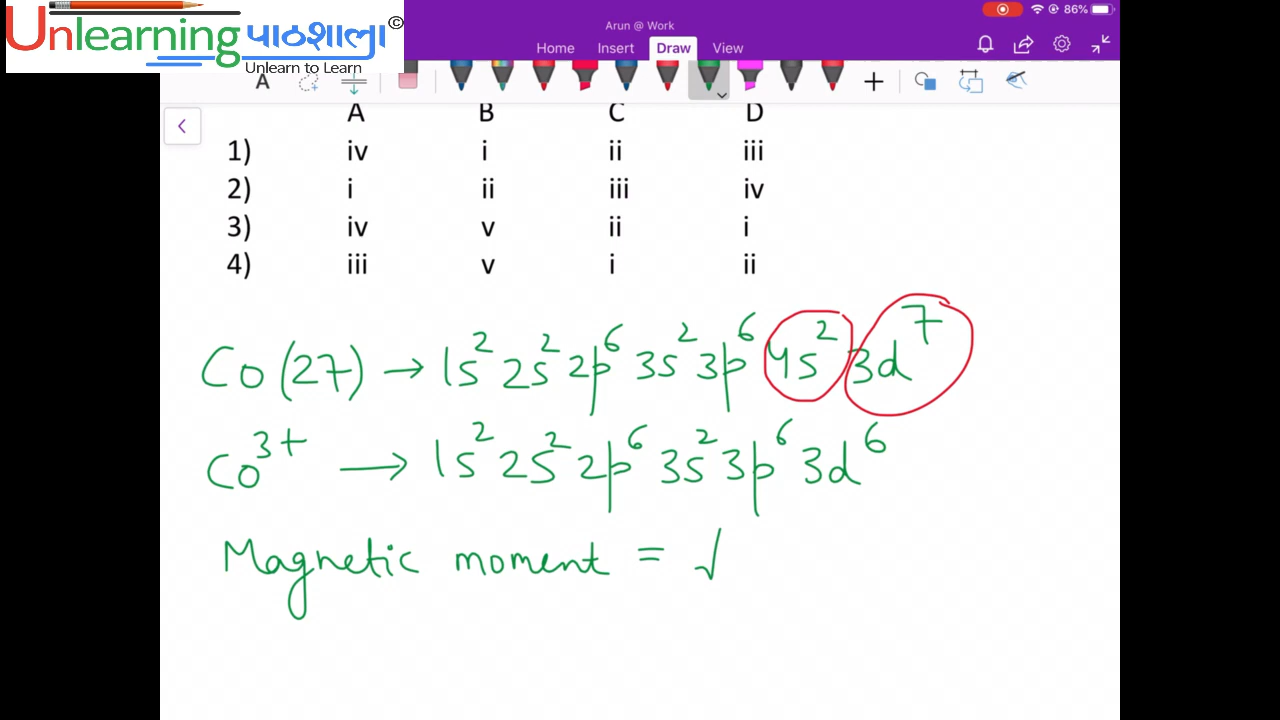 Unlearning पाठशाला ©
Unlearn to Learn
Arun @ Work
86%
Home Insert Draw View
A
A B C D
1) iv i ii iii
2) i ii iii iv
3) iv v ii i
4) iii v i ii
Co (27) → 1s² 2s² 2p⁶ 3s² 3p⁶ 4s² 3d⁷
Co³⁺ → 1s² 2s² 2p⁶ 3s² 3p⁶ 3d⁶
Magnetic moment = √